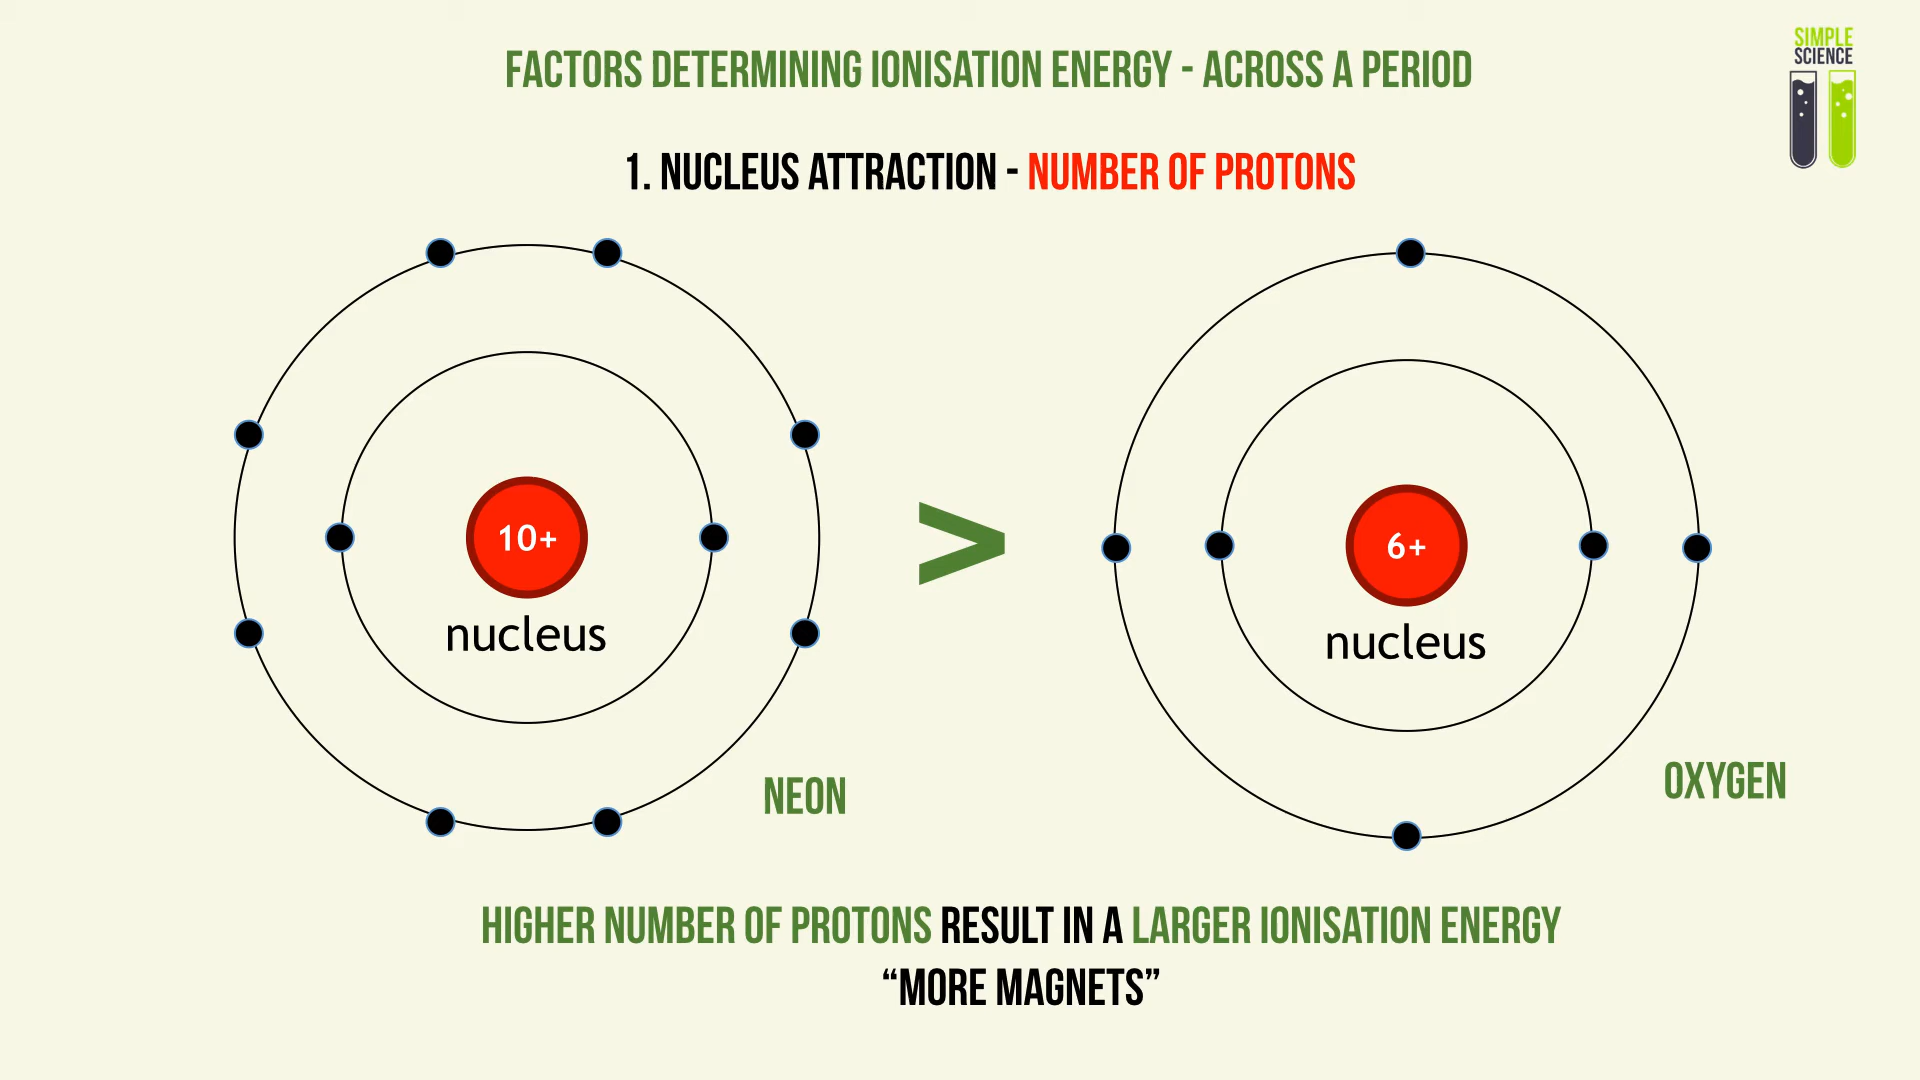 FACTORS DETERMINING IONISATION ENERGY - ACROSS A PERIOD
SIMPLE
SCIENCE
1. NUCLEUS ATTRACTION - NUMBER OF PROTONS
10+
nucleus
NEON
>
6+
nucleus
OXYGEN
HIGHER NUMBER OF PROTONS RESULT IN A LARGER IONISATION ENERGY
“MORE MAGNETS”